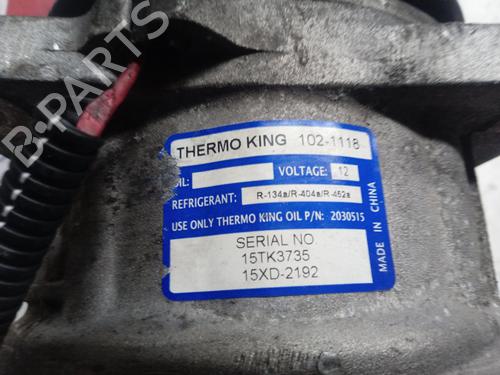 THERMO KING 102-1118
OIL:
VOLTAGE: 12
REFRIGERANT: R-134a/R-404a/R-452a
USE ONLY THERMO KING OIL P/N: 2030515
SERIAL NO
15TK3735
15XD-2192
MADE IN CHINA
B-PARTS